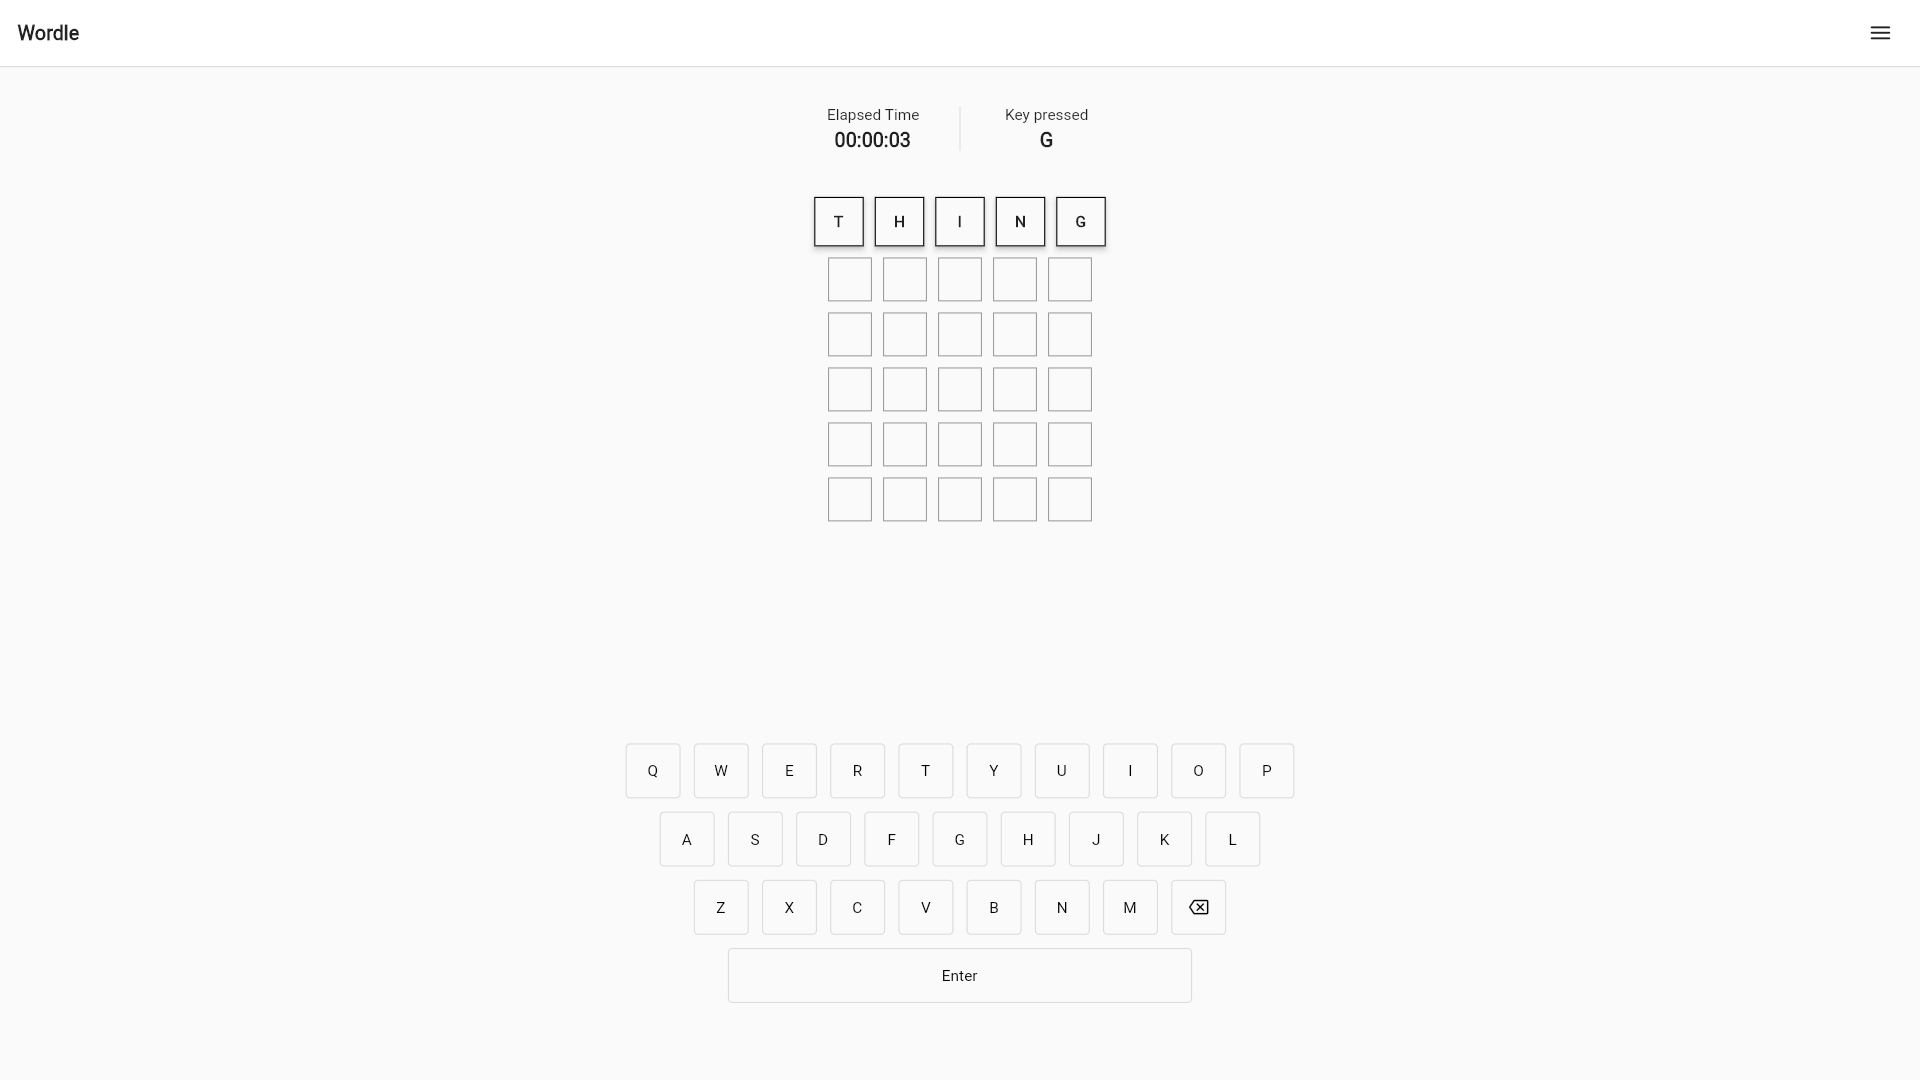 Wordle
Elapsed Time
00:00:03
Key pressed
G
T H I N G
Q W E R T Y U I O P
A S D F G H J K L
Z X C V B N M
Enter